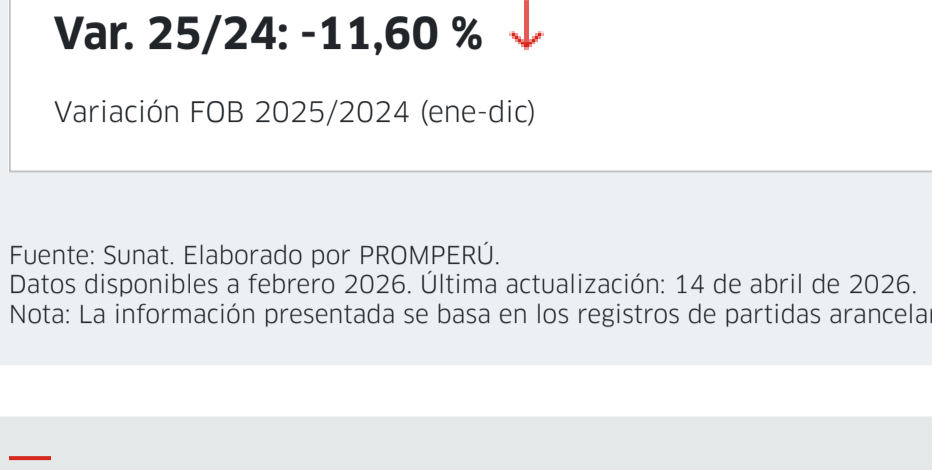 Var. 25/24: -11,60 %
Variación FOB 2025/2024 (ene-dic)
Fuente: Sunat. Elaborado por PROMPERÚ.
Datos disponibles a febrero 2026. Última actualización: 14 de abril de 2026.
Nota: La información presentada se basa en los registros de partidas